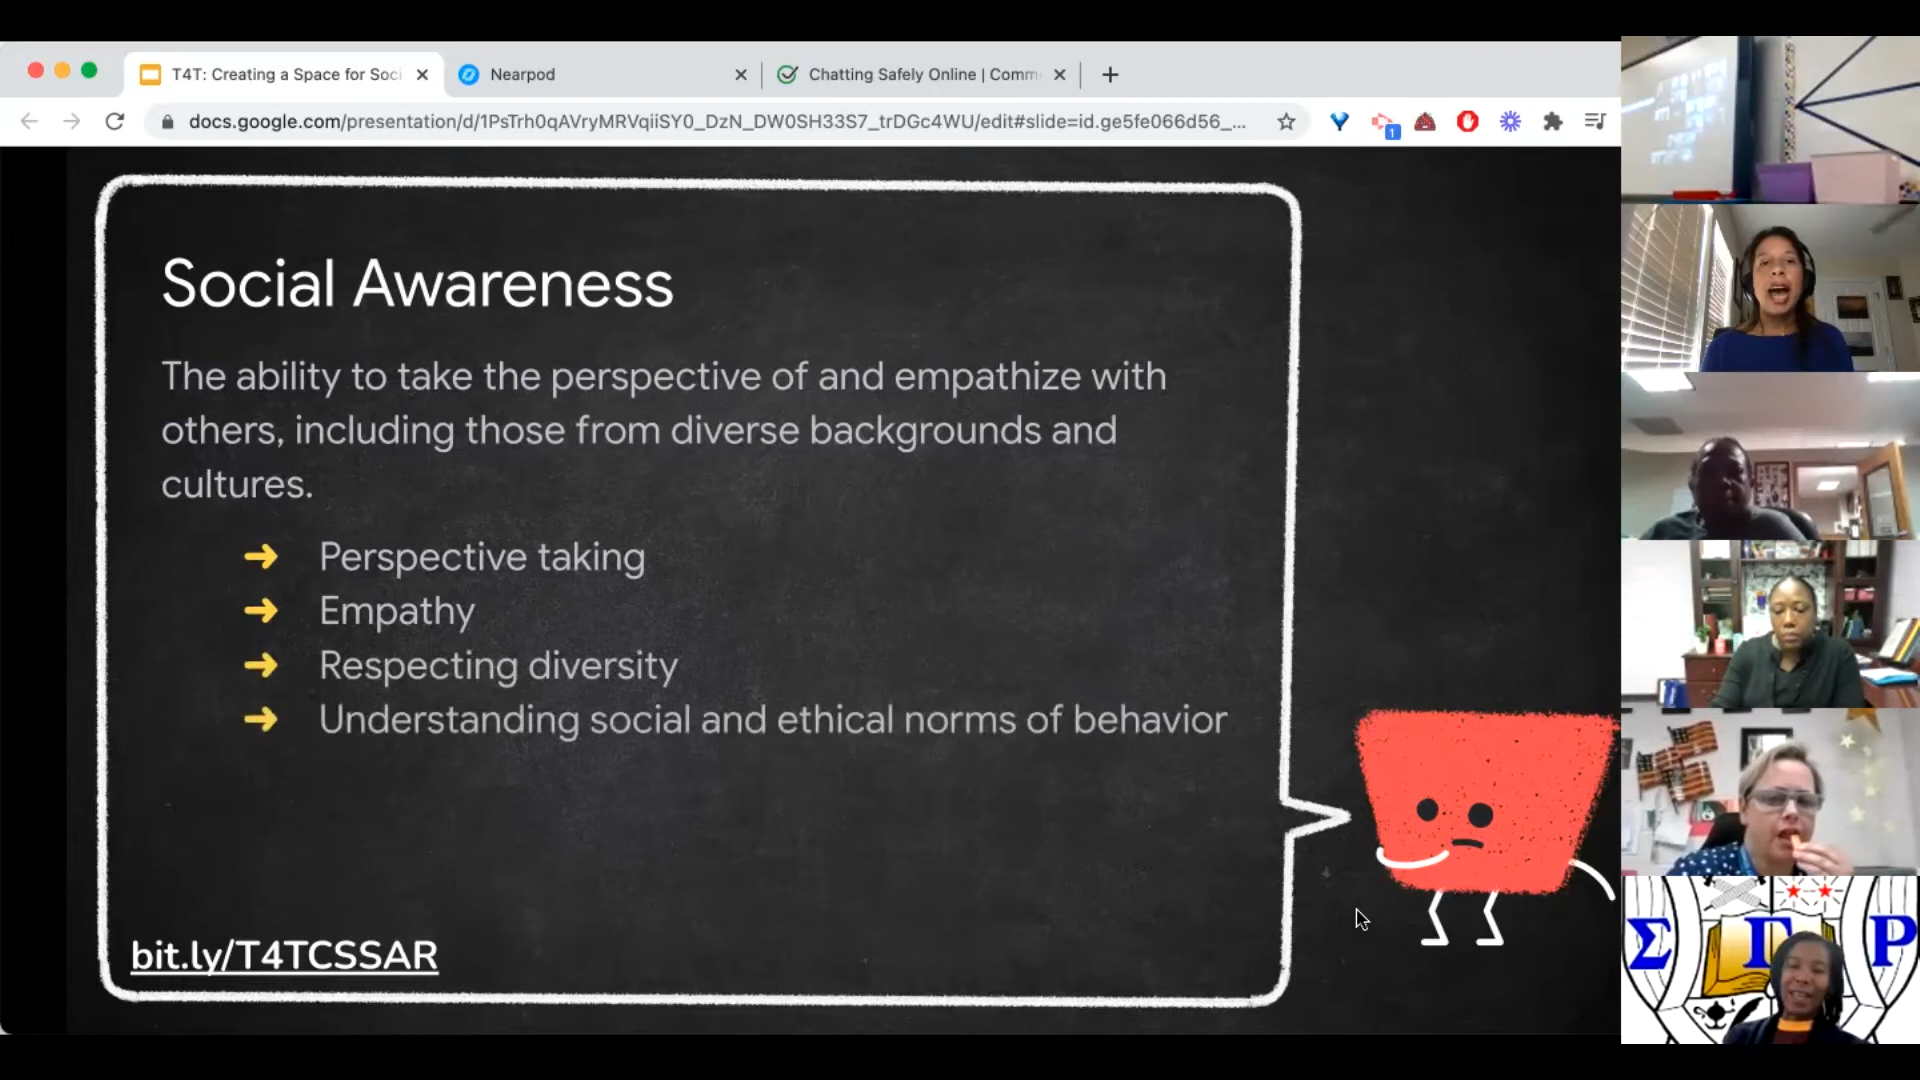 T4T: Creating a Space for Soci
Nearpod
Chatting Safely Online | Comm
docs.google.com/presentation/d/1PsTrh0qAVryMRVqiiSY0_DzN_DW0SH33S7_trDGc4WU/edit#slide=id.ge5fe066d56_...
1
Social Awareness
The ability to take the perspective of and empathize with
others, including those from diverse backgrounds and
cultures.
➜ Perspective taking
➜ Empathy
➜ Respecting diversity
➜ Understanding social and ethical norms of behavior
bit.ly/T4TCSSAR
Σ Γ Ρ